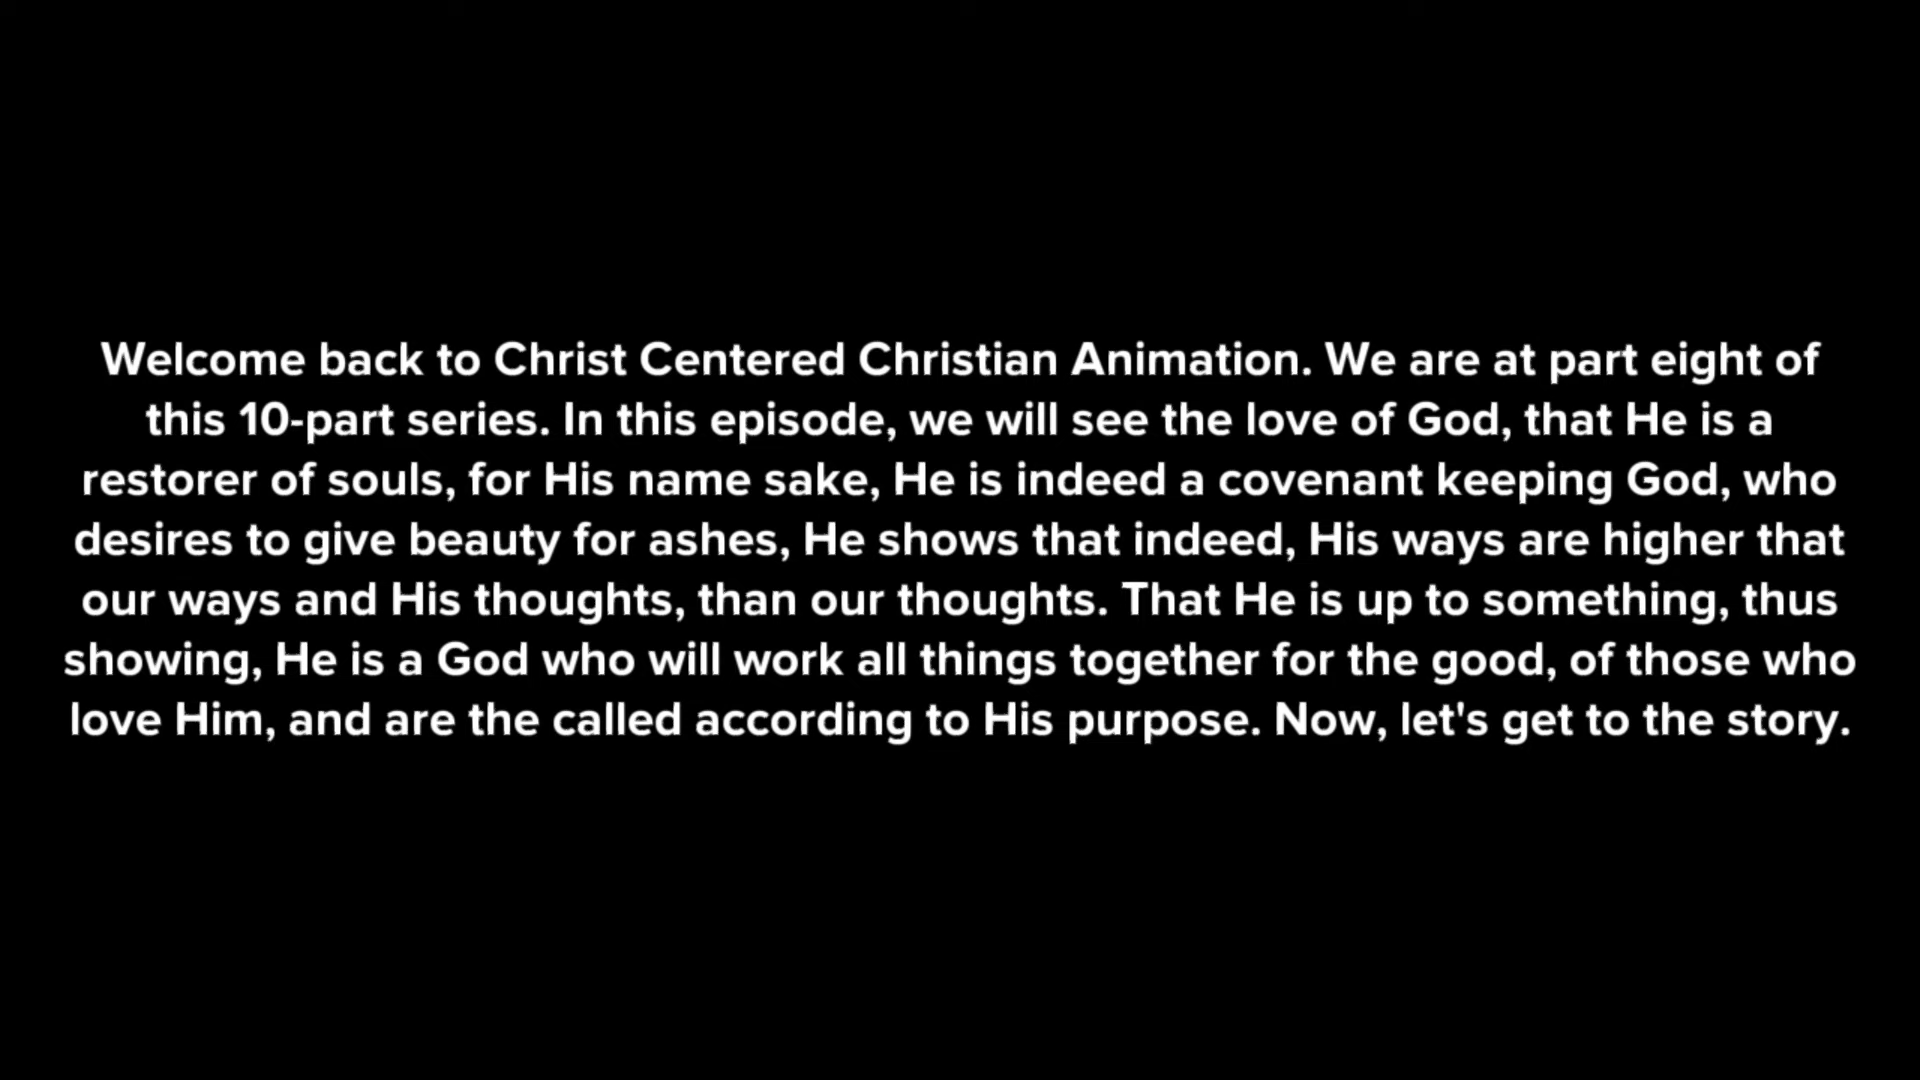 Welcome back to Christ Centered Christian Animation. We are at part eight of
this 10-part series. In this episode, we will see the love of God, that He is a
restorer of souls, for His name sake, He is indeed a covenant keeping God, who
desires to give beauty for ashes, He shows that indeed, His ways are higher that
our ways and His thoughts, than our thoughts. That He is up to something, thus
showing, He is a God who will work all things together for the good, of those who
love Him, and are the called according to His purpose. Now, let's get to the story.